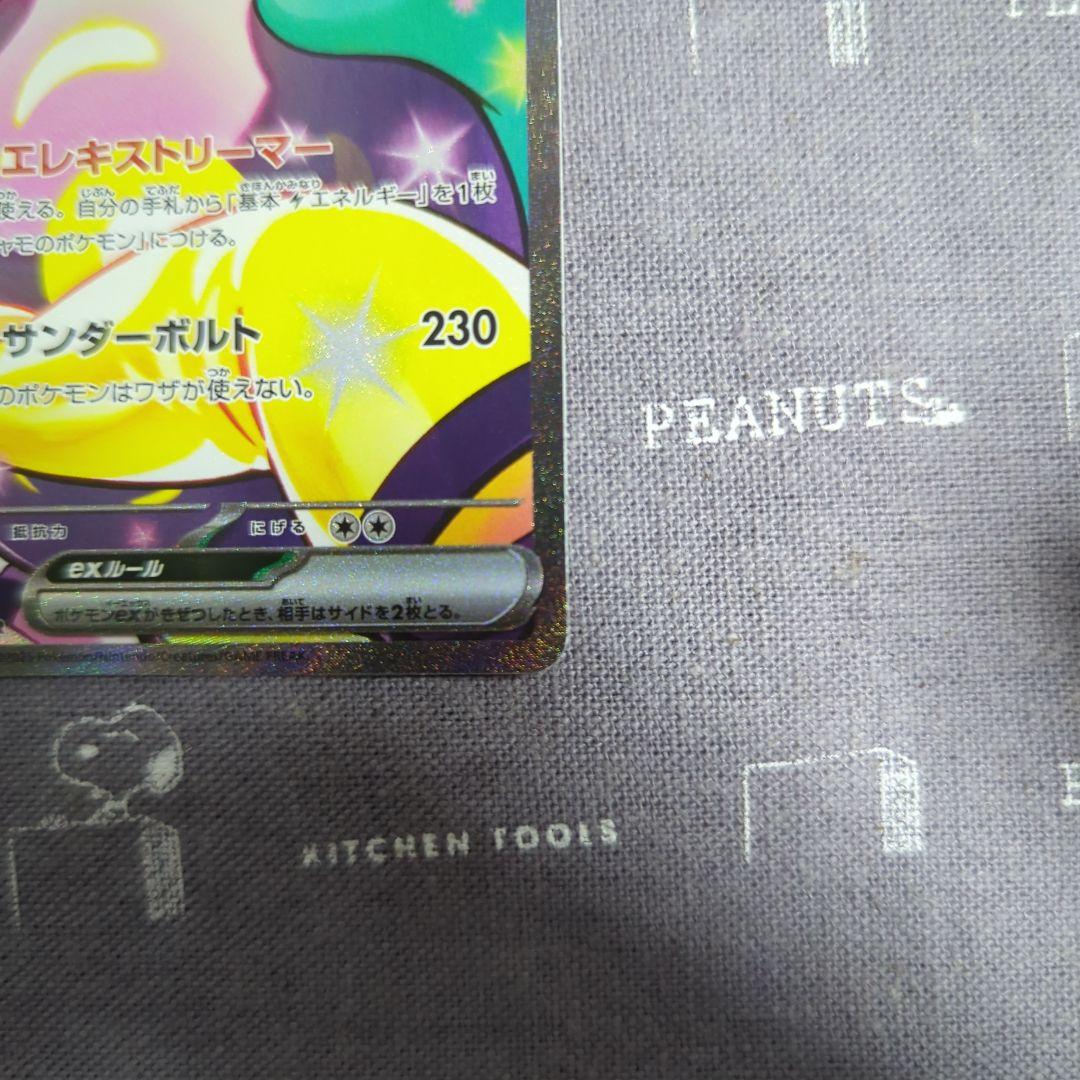 エレキストリーマー
使える。自分の手札から「基本エネルギー」を1枚
ャモのポケモン」につける。
サンダーボルト 230
のポケモンはワザが使えない。
抵抗力 にげる
exルール
ポケモンexがきぜつしたとき、相手はサイドを2枚とる。
PEANUTS
KITCHEN TOOLS